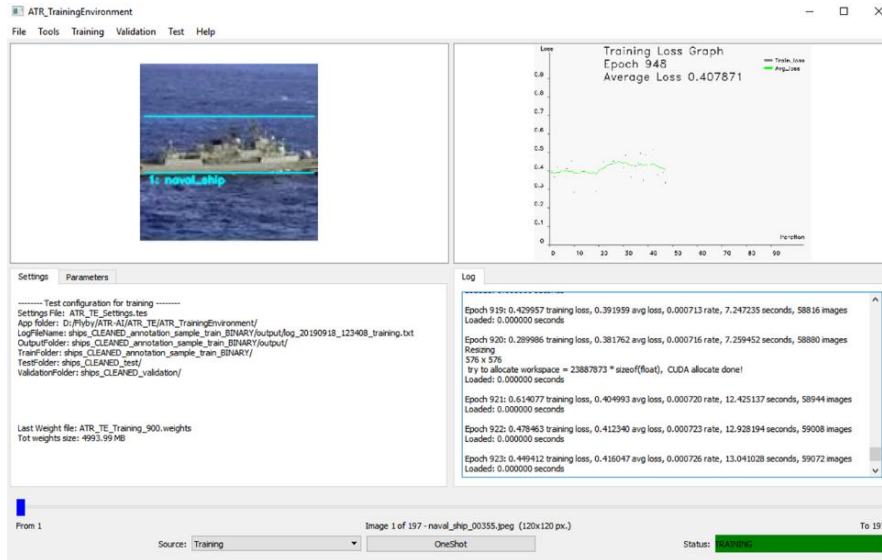 ATR_TrainingEnvironment
File Tools Training Validation Test Help
1: naval_ship
Loss
Training Loss Graph
Epoch 948
Average Loss 0.407871
Train_loss
Avg_loss
0.9
0.8
0.7
0.6
0.5
0.4
0.3
0.2
0.1
0
0 10 20 30 40 50 60 70 80 90
Iteration
Settings Parameters
-------- Test configuration for training --------
Settings File: ATR_TE_Settings.tes
App folder: D:/Flyby/ATR-AI/ATR_TE/ATR_TrainingEnvironment/
LogFileName: ships_CLEANED_annotation_sample_train_BINARY/output/log_20190918_123408_training.txt
OutputFolder: ships_CLEANED_annotation_sample_train_BINARY/output/
TrainFolder: ships_CLEANED_annotation_sample_train_BINARY/
TestFolder: ships_CLEANED_test/
ValidationFolder: ships_CLEANED_validation/
Last Weight file: ATR_TE_Training_900.weights
Tot weights size: 4993.99 MB
Log
Epoch 919: 0.429957 training loss, 0.391959 avg loss, 0.000713 rate, 7.247235 seconds, 58816 images
Loaded: 0.000000 seconds
Epoch 920: 0.289986 training loss, 0.381762 avg loss, 0.000716 rate, 7.259452 seconds, 58880 images
Resizing
576 x 576
try to allocate workspace = 23887873 * sizeof(float), CUDA allocate done!
Loaded: 0.000000 seconds
Epoch 921: 0.614077 training loss, 0.404993 avg loss, 0.000720 rate, 12.425137 seconds, 58944 images
Epoch 922: 0.478463 training loss, 0.412340 avg loss, 0.000723 rate, 12.928194 seconds, 59008 images
Epoch 923: 0.449412 training loss, 0.416047 avg loss, 0.000726 rate, 13.041028 seconds, 59072 images
Loaded: 0.000000 seconds
From 1
Image 1 of 197 - naval_ship_00355.jpeg (120x120 px.)
To 19
Source: Training
OneShot
Status: TRAINING